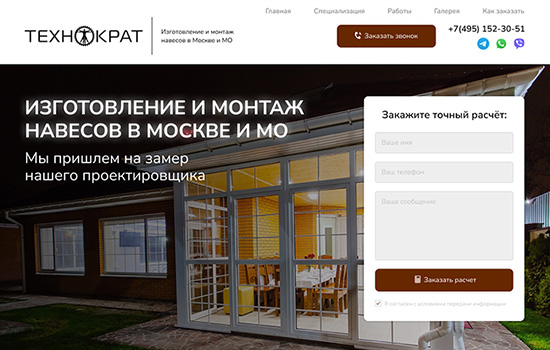 Главная Специализация Работы Галерея Как заказать
ТЕХНОКРАТ
Изготовление и монтаж
навесов в Москве и МО
Заказать звонок
+7(495) 152-30-51
ИЗГОТОВЛЕНИЕ И МОНТАЖ
НАВЕСОВ В МОСКВЕ И МО
Мы пришлем на замер
нашего проектировщика
Закажите точный расчёт:
Ваше имя
Ваш телефон
Ваше сообщение
Заказать расчет
Я согласен с условиями передачи информации